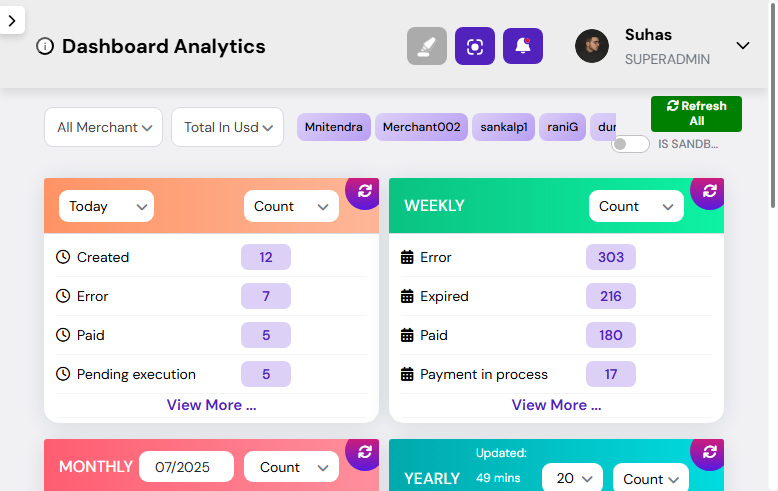 Dashboard Analytics
Suhas
SUPERADMIN
All Merchant
Total In Usd
Mnitendra
Merchant002
sankalp1
raniG
Refresh
All
IS SANDB...
Today
Count
Created 12
Error 7
Paid 5
Pending execution 5
View More ...
WEEKLY
Count
Error 303
Expired 216
Paid 180
Payment in process 17
View More ...
MONTHLY
07/2025
Count
YEARLY
Updated:
49 mins
20
Count